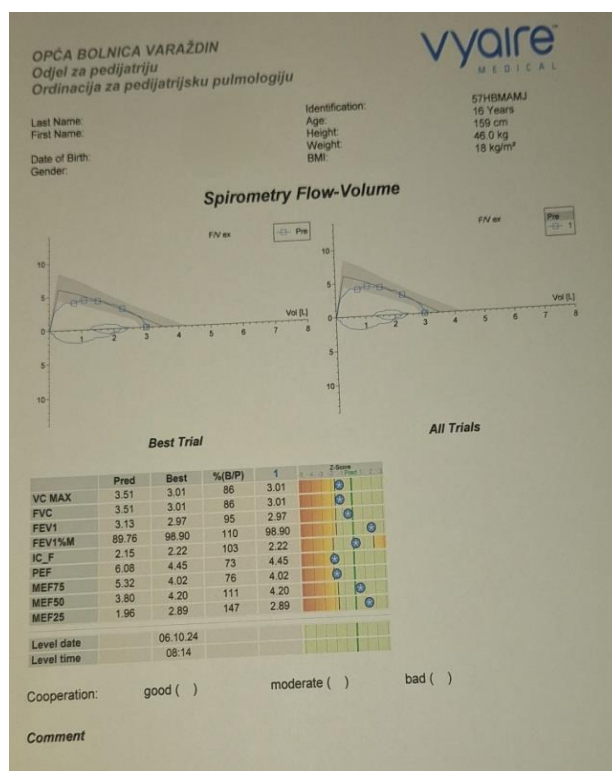 OPĆA BOLNICA VARAŽDIN
Odjel za pedijatriju
Ordinacija za pedijatrijsku pulmologiju
vyaire
MEDICAL
Last Name:
First Name:
Date of Birth:
Gender:
Identification: 57HBMAMJ
Age: 16 Years
Height: 159 cm
Weight: 46.0 kg
BMI: 18 kg/m²
Spirometry Flow-Volume
F/V ex
Pre
10
5
0
5
10
1 2 3 4 5 6 7 8
Vol [L]
Best Trial
F/V ex
Pre
1
10
5
0
5
10
1 2 3 4 5 6 7 8
Vol [L]
All Trials
Pred Best %(B/P) 1 Z-Score
Pred
VC MAX 3.51 3.01 86 3.01
FVC 3.51 3.01 86 3.01
FEV1 3.13 2.97 95 2.97
FEV1%M 89.76 98.90 110 98.90
IC_F 2.15 2.22 103 2.22
PEF 6.08 4.45 73 4.45
MEF75 5.32 4.02 76 4.02
MEF50 3.80 4.20 111 4.20
MEF25 1.96 2.89 147 2.89
Level date 06.10.24
Level time 08:14
Cooperation: good ( ) moderate ( ) bad ( )
Comment